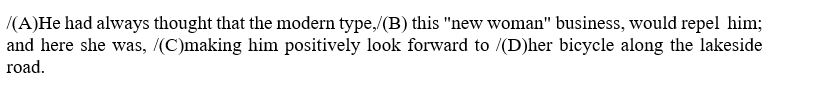 /(A)He had always thought that the modern type,/(B) this "new woman" business, would repel him;
and here she was, /(C)making him positively look forward to /(D)her bicycle along the lakeside
road.